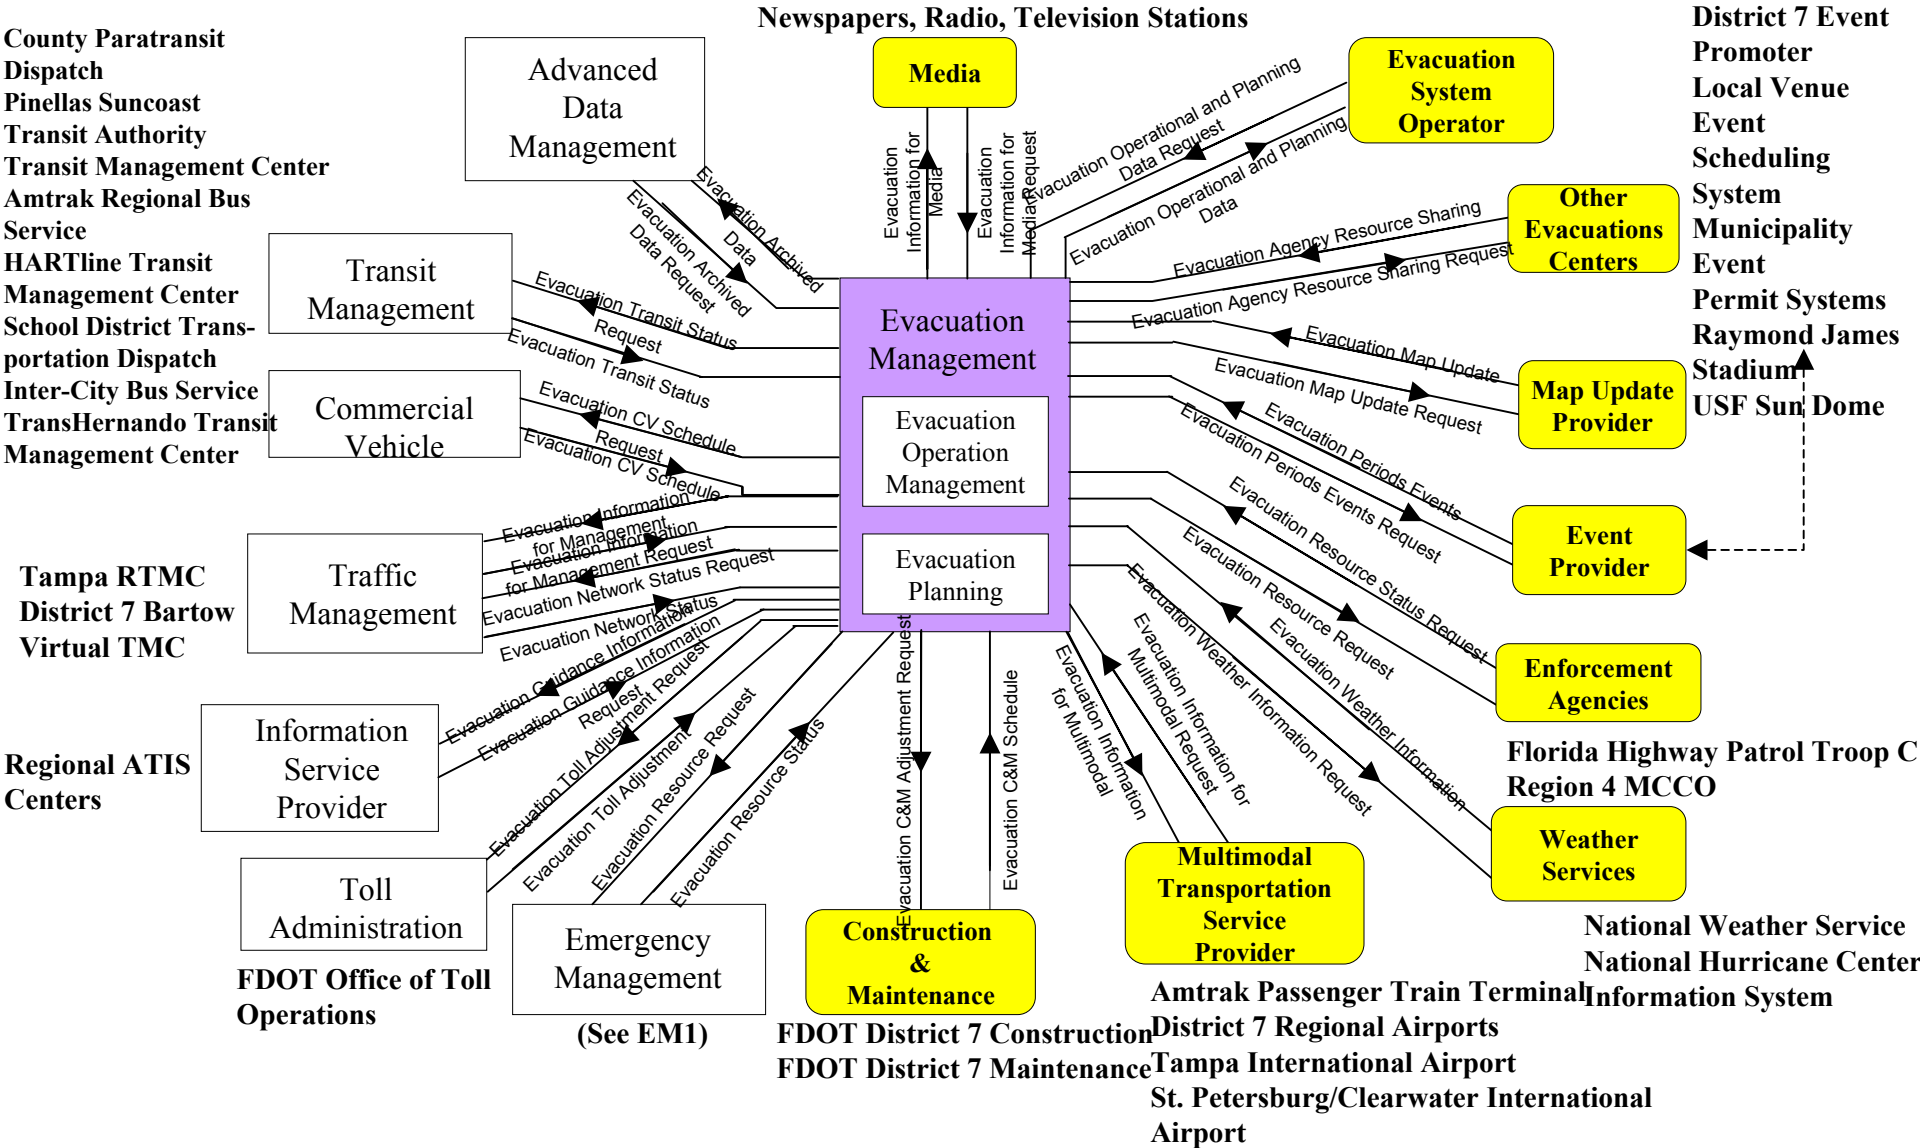 Newspapers, Radio, Television Stations
County Paratransit
Dispatch
Pinellas Suncoast
Transit Authority
Transit Management Center
Amtrak Regional Bus
Service
HARTline Transit
Management Center
School District Trans-
portation Dispatch
Inter-City Bus Service
TransHernando Transit
Management Center
Advanced
Data
Management
Media
Evacuation
System
Operator
District 7 Event
Promoter
Local Venue
Event
Scheduling
System
Municipality
Event
Permit Systems
Raymond James
Stadium
USF Sun Dome
Evacuation Archived
Data
Evacuation Archived
Data Request
Evacuation
Information for
Media
Evacuation
Information for
Media Request
Evacuation Operational and Planning
Data Request
Evacuation Operational and Planning
Data
Other
Evacuations
Centers
Evacuation Agency Resource Sharing
Evacuation Agency Resource Sharing Request
Transit
Management
Evacuation Transit Status
Request
Evacuation Transit Status
Evacuation
Management
Evacuation Map Update
Evacuation Map Update Request
Map Update
Provider
Commercial
Vehicle
Evacuation CV Schedule
Request
Evacuation CV Schedule
Evacuation
Operation
Management
Evacuation Periods Events
Evacuation Periods Events Request
Event
Provider
Evacuation
Planning
Tampa RTMC
District 7 Bartow
Virtual TMC
Traffic
Management
Evacuation Information
for Management
Evacuation Information
for Management Request
Evacuation Network Status Request
Evacuation Network Status
Evacuation Resource Status Request
Evacuation Resource Request
Enforcement
Agencies
Florida Highway Patrol Troop C
Region 4 MCCO
Regional ATIS
Centers
Information
Service
Provider
Evacuation Guidance Information
Evacuation Guidance Information
Request
Evacuation Weather Information
Evacuation Weather Information Request
Weather
Services
National Weather Service
National Hurricane Center
Information System
Toll
Administration
FDOT Office of Toll
Operations
Evacuation Toll Adjustment Request
Evacuation Toll Adjustment
Emergency
Management
(See EM1)
Evacuation Resource Request
Evacuation Resource Status
Evacuation C&M Adjustment Request
Evacuation C&M Schedule
Construction
&
Maintenance
FDOT District 7 Construction
FDOT District 7 Maintenance
Evacuation Information
for Multimodal
Evacuation Information for
Multimodal Request
Multimodal
Transportation
Service
Provider
Amtrak Passenger Train Terminal
District 7 Regional Airports
Tampa International Airport
St. Petersburg/Clearwater International
Airport